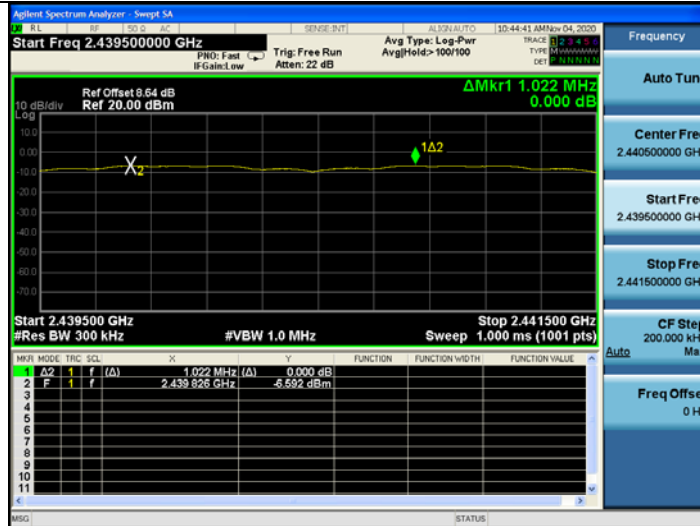 Agilent Spectrum Analyzer - Swept SA
RL RF 50 Ω AC SENSE:INT ALIGNAUTO 10:44:41 AM Nov 04, 2020
Start Freq 2.439500000 GHz
PNO: Fast
IFGain:Low
Trig: Free Run
Atten: 22 dB
Avg Type: Log-Pwr
Avg|Hold:>100/100
TRACE 1 2 3 4 5 6
TYPE
DET P N N N N N
Frequency
ΔMkr1 1.022 MHz
0.000 dB
Ref Offset 8.64 dB
10 dB/div Ref 20.00 dBm
Log
10.0
0.00
-10.0
-20.0
-30.0
-40.0
-50.0
-60.0
-70.0
X2
1Δ2
Start 2.439500 GHz Stop 2.441500 GHz
#Res BW 300 kHz #VBW 1.0 MHz Sweep 1.000 ms (1001 pts)
MKR MODE TRC SCL X Y FUNCTION FUNCTION WIDTH FUNCTION VALUE
1 Δ2 1 f (Δ) 1.022 MHz (Δ) 0.000 dB
2 F 1 f 2.439 826 GHz -6.592 dBm
3
4
5
6
7
8
9
10
11
MSG STATUS
Auto Tun
Center Fre
2.440500000 GH
Start Fre
2.439500000 GH
Stop Fre
2.441500000 GH
CF Step
200.000 kH
Auto Ma
Freq Offse
0 H